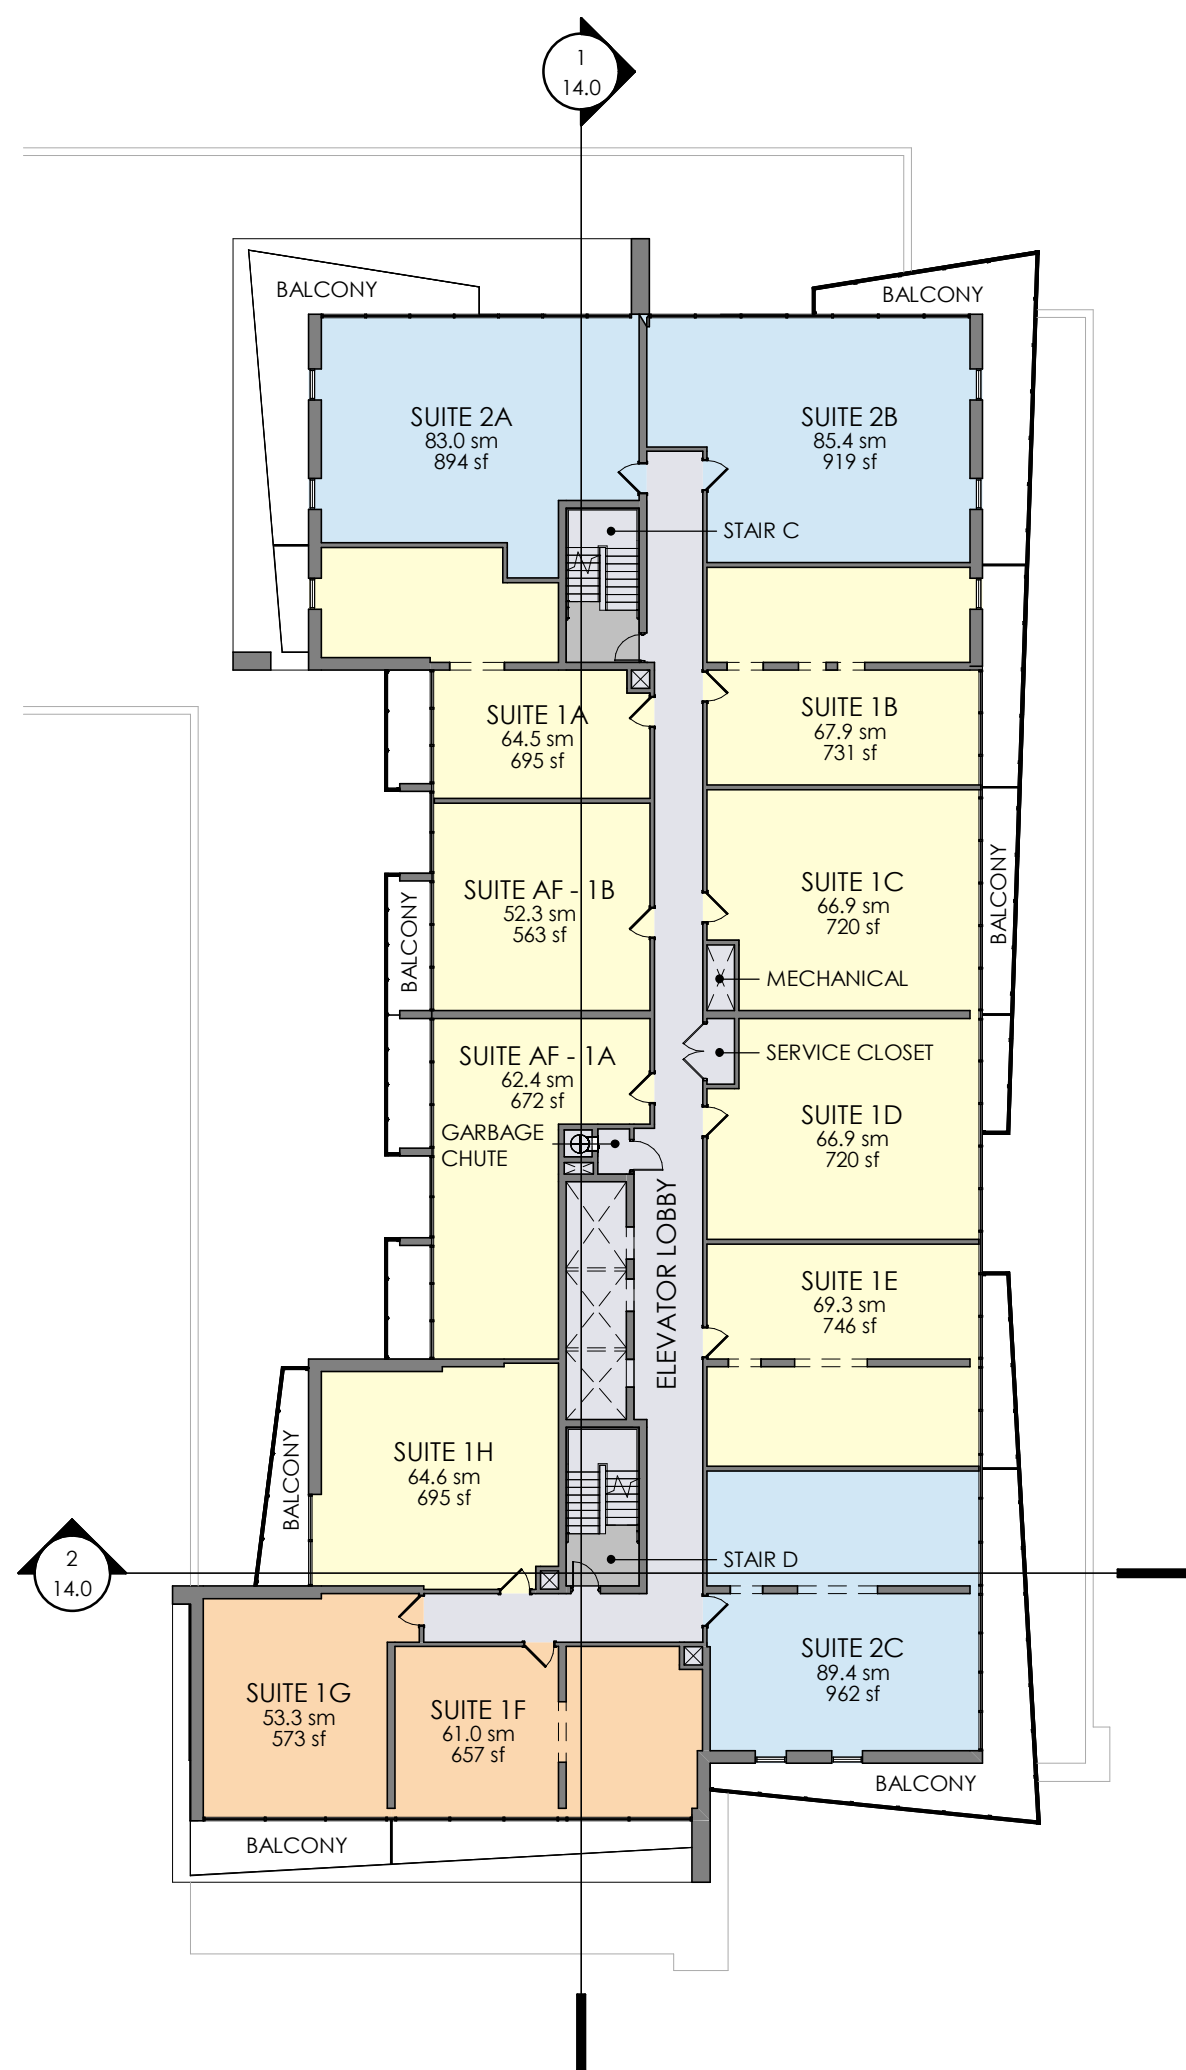 1
14.0
BALCONY
BALCONY
SUITE 2A
83.0 sm
894 sf
SUITE 2B
85.4 sm
919 sf
STAIR C
SUITE 1A
64.5 sm
695 sf
SUITE 1B
67.9 sm
731 sf
SUITE AF - 1B
52.3 sm
563 sf
SUITE 1C
66.9 sm
720 sf
BALCONY
BALCONY
MECHANICAL
SUITE AF - 1A
62.4 sm
672 sf
SERVICE CLOSET
SUITE 1D
66.9 sm
720 sf
GARBAGE
CHUTE
ELEVATOR LOBBY
SUITE 1E
69.3 sm
746 sf
SUITE 1H
64.6 sm
695 sf
BALCONY
2
14.0
STAIR D
SUITE 2C
89.4 sm
962 sf
SUITE 1G
53.3 sm
573 sf
SUITE 1F
61.0 sm
657 sf
BALCONY
BALCONY